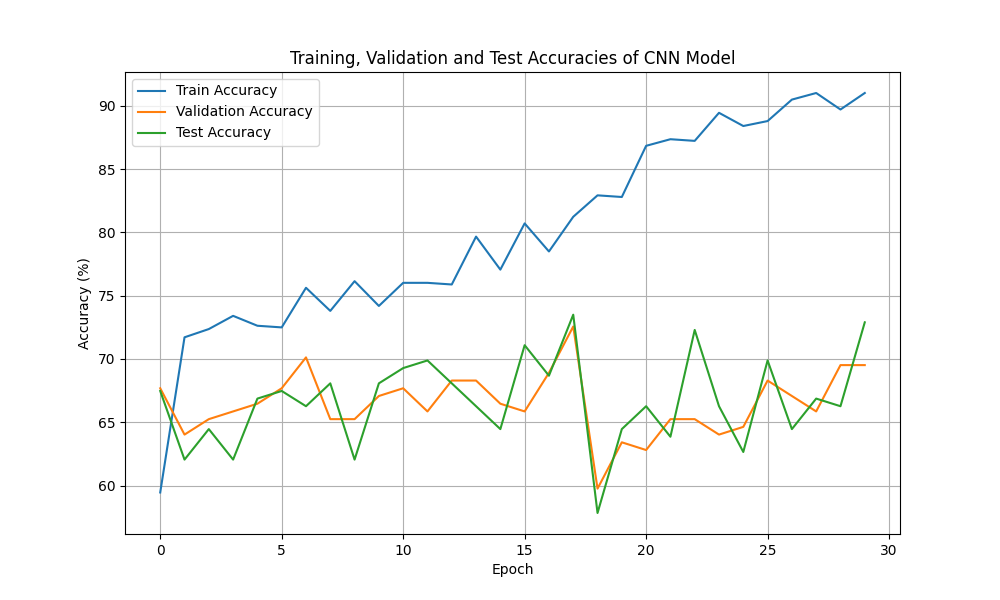 Training, Validation and Test Accuracies of CNN Model
Train Accuracy
Validation Accuracy
Test Accuracy
Accuracy (%)
90
85
80
75
70
65
60
0 5 10 15 20 25 30
Epoch